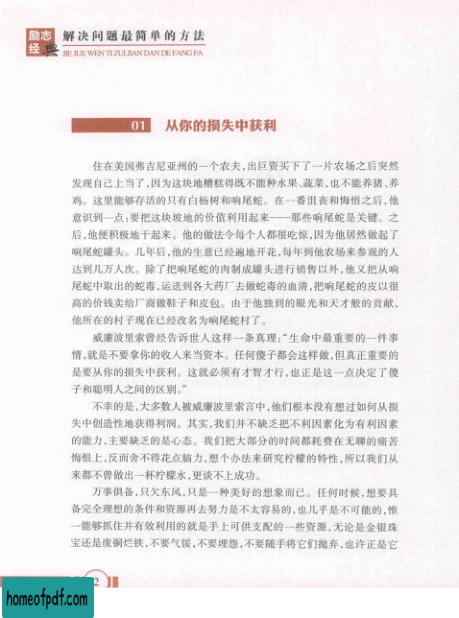 励志
经典
解决问题最简单的方法
JIE JUE WEN TI ZUI JIAN DAN DE FANG FA
01 从你的损失中获利
住在美国弗吉尼亚州的一个农夫,出巨资买下了一片农场之后突然
发现自己上当了,因为这块地糟糕得既不能种水果、蔬菜,也不能养猪、养
鸡。这里能够存活的只有白杨树和响尾蛇。在一番沮丧和悔悟之后,他
意识到一点:要把这块坡地的价值利用起来——那些响尾蛇是关键。之
后,他便积极地干起来。他的做法令每个人都很吃惊,因为他居然做起了
响尾蛇罐头。几年后,他的生意已经遍地开花,每年到他农场来参观的人
达到几万人次。除了把响尾蛇的肉制成罐头进行销售以外,他又把从响
尾蛇中取出的蛇毒,运送到各大药厂去做蛇毒的血清,把响尾蛇的皮以很
高的价钱卖给厂商做鞋子和皮包。由于他独到的眼光和天才般的贡献,
他所在的村子现在已经改名为响尾蛇村了。
威廉波里索曾经告诉世人这样一条真理:“生命中最重要的一件事
情,就是不要拿你的收入来当资本。任何傻子都会这样做,但真正重要的
是要从你的损失中获利。这就必须有才智才行,也正是这一点决定了傻
子和聪明人之间的区别。”
不幸的是,大多数人被威廉波里索言中,他们根本没有想过如何从损
失中创造性地获得利润。其实,我们并不缺乏把不利因素化为有利因素
的能力,主要缺乏的是心态。我们把大部分的时间都耗费在无聊的痛苦
悔恨上,反而舍不得花点脑力,想个办法来研究柠檬的特性,所以我们从
来都不曾做出一杯柠檬水,更谈不上成功。
万事俱备,只欠东风,只是一种美好的想象而已。任何时候,想要具
备完全理想的条件和资源再去努力是不太容易的,也几乎是不可能的,惟
一能够抓住并有效利用的就是手上可供支配的一些资源,无论是金银珠
宝还是废铜烂铁,不要气馁,不要埋怨,不要随手将它们抛弃,也许正是它
2
homeofpdf.com